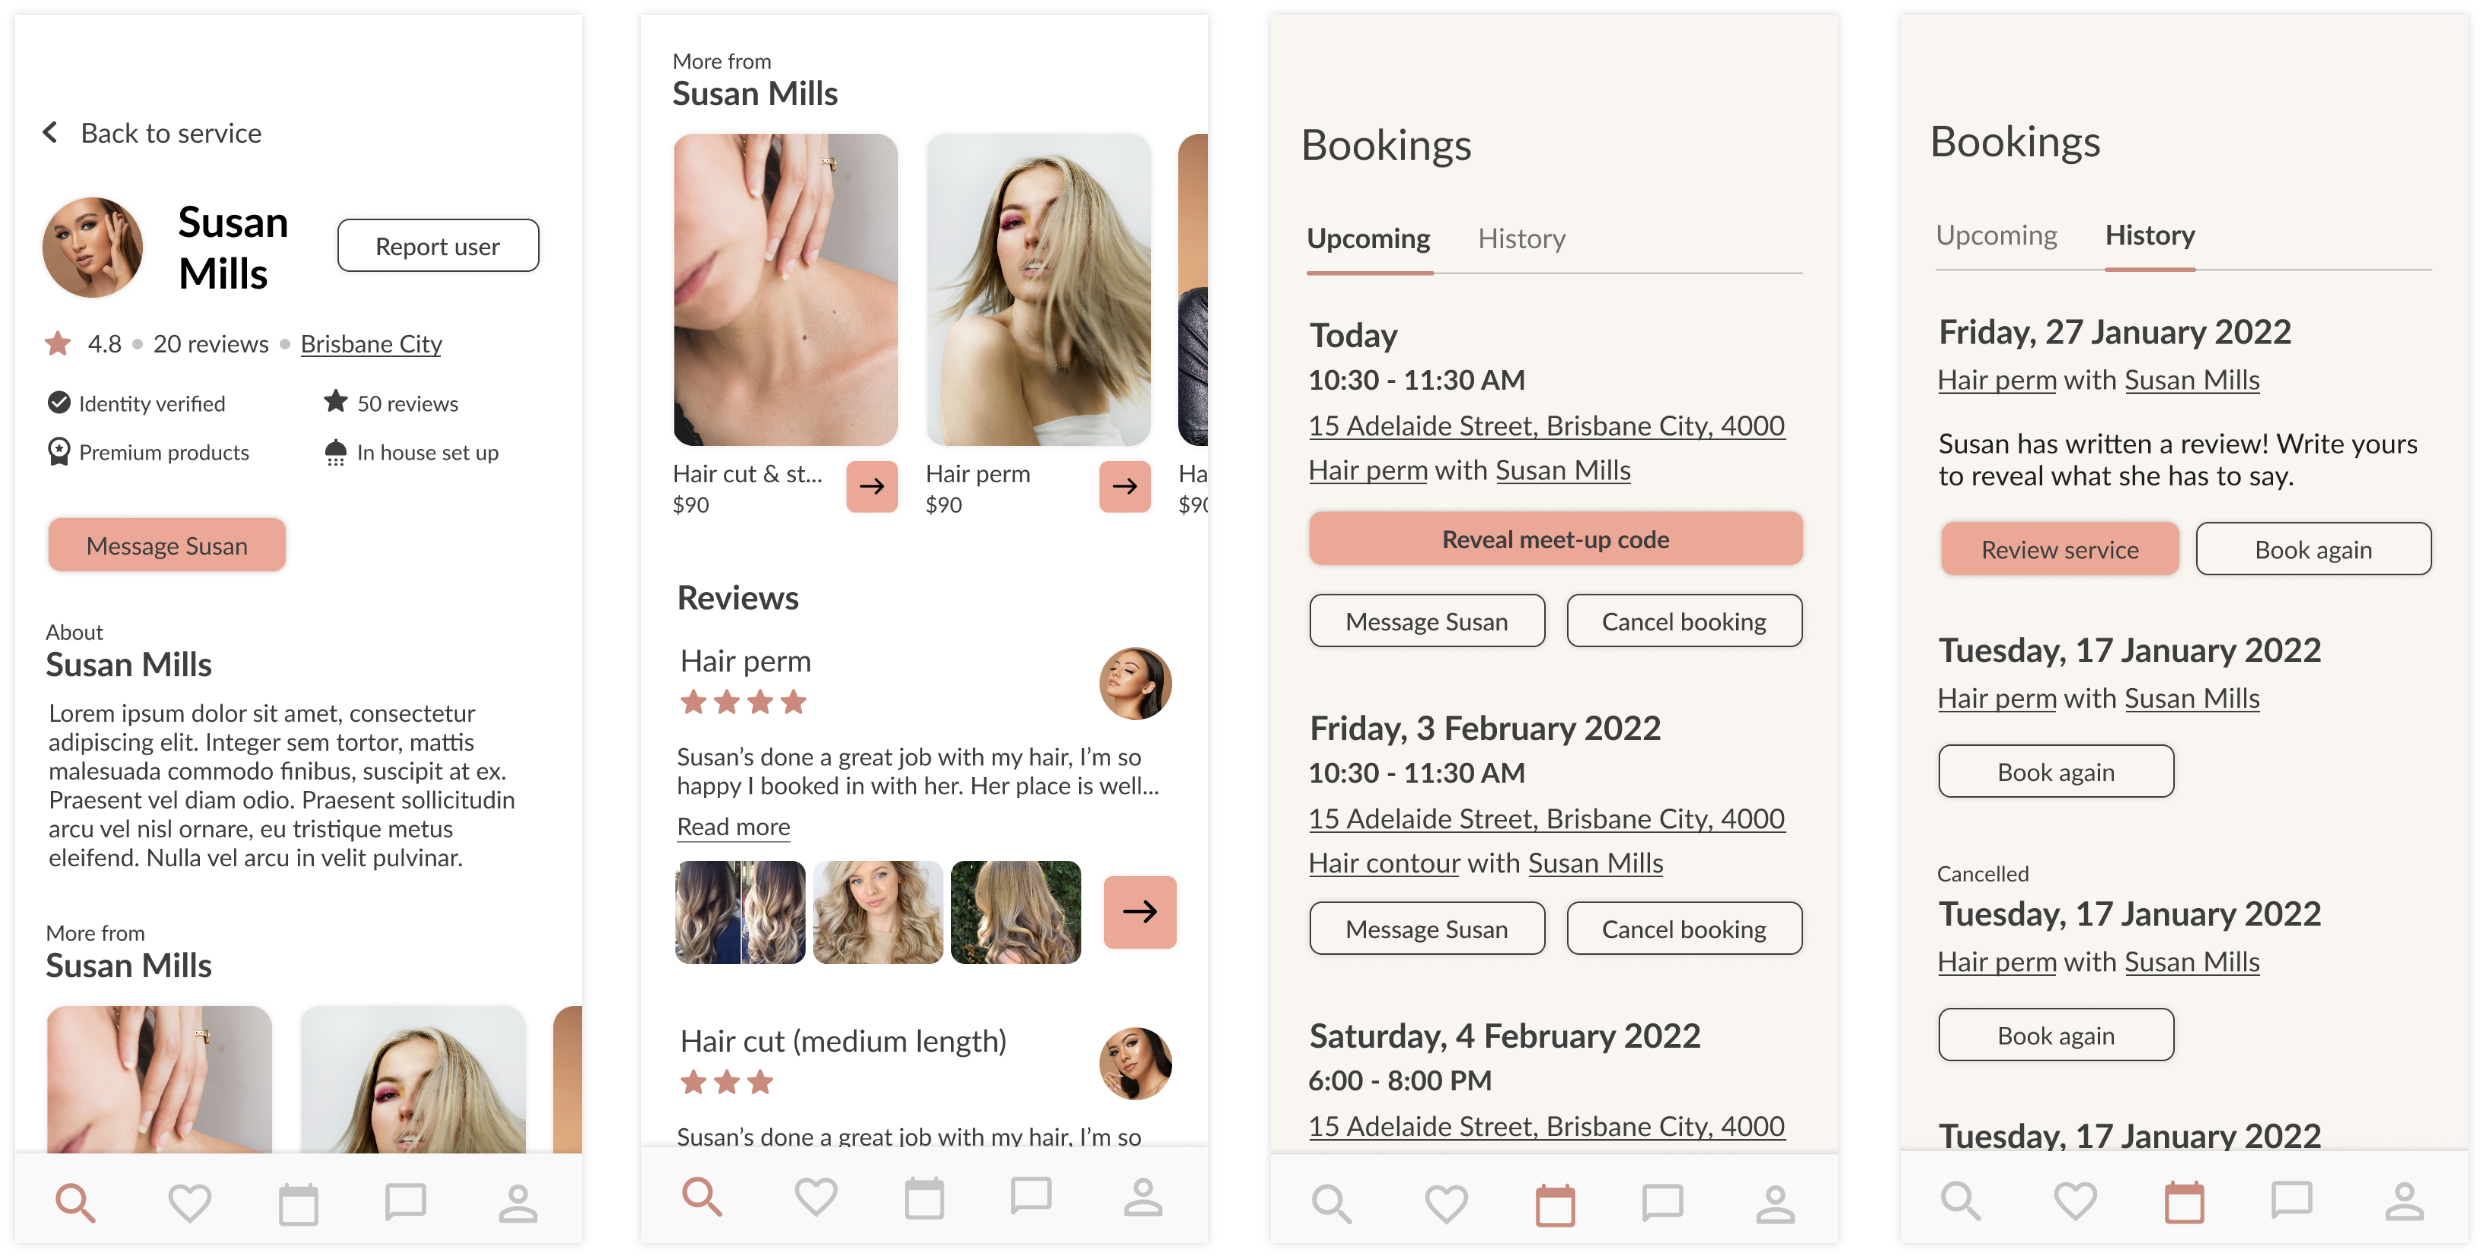 Back to service
Susan
Mills
Report user
4.8 • 20 reviews • Brisbane City
Identity verified
50 reviews
Premium products
In house set up
Message Susan
About
Susan Mills
Lorem ipsum dolor sit amet, consectetur
adipiscing elit. Integer sem tortor, mattis
malesuada commodo finibus, suscipit at ex.
Praesent vel diam odio. Praesent sollicitudin
arcu vel nisl ornare, eu tristique metus
eleifend. Nulla vel arcu in velit pulvinar.
More from
Susan Mills
More from
Susan Mills
Hair cut & st...
$90
Hair perm
$90
Ha
$90
Reviews
Hair perm
Susan’s done a great job with my hair, I’m so
happy I booked in with her. Her place is well...
Read more
Hair cut (medium length)
Susan’s done a great job with my hair, I’m so
Bookings
Upcoming
History
Today
10:30 - 11:30 AM
15 Adelaide Street, Brisbane City, 4000
Hair perm with Susan Mills
Reveal meet-up code
Message Susan
Cancel booking
Friday, 3 February 2022
10:30 - 11:30 AM
15 Adelaide Street, Brisbane City, 4000
Hair contour with Susan Mills
Message Susan
Cancel booking
Saturday, 4 February 2022
6:00 - 8:00 PM
15 Adelaide Street, Brisbane City, 4000
Bookings
Upcoming
History
Friday, 27 January 2022
Hair perm with Susan Mills
Susan has written a review! Write yours
to reveal what she has to say.
Review service
Book again
Tuesday, 17 January 2022
Hair perm with Susan Mills
Book again
Cancelled
Tuesday, 17 January 2022
Hair perm with Susan Mills
Book again
Tuesday, 17 January 2022